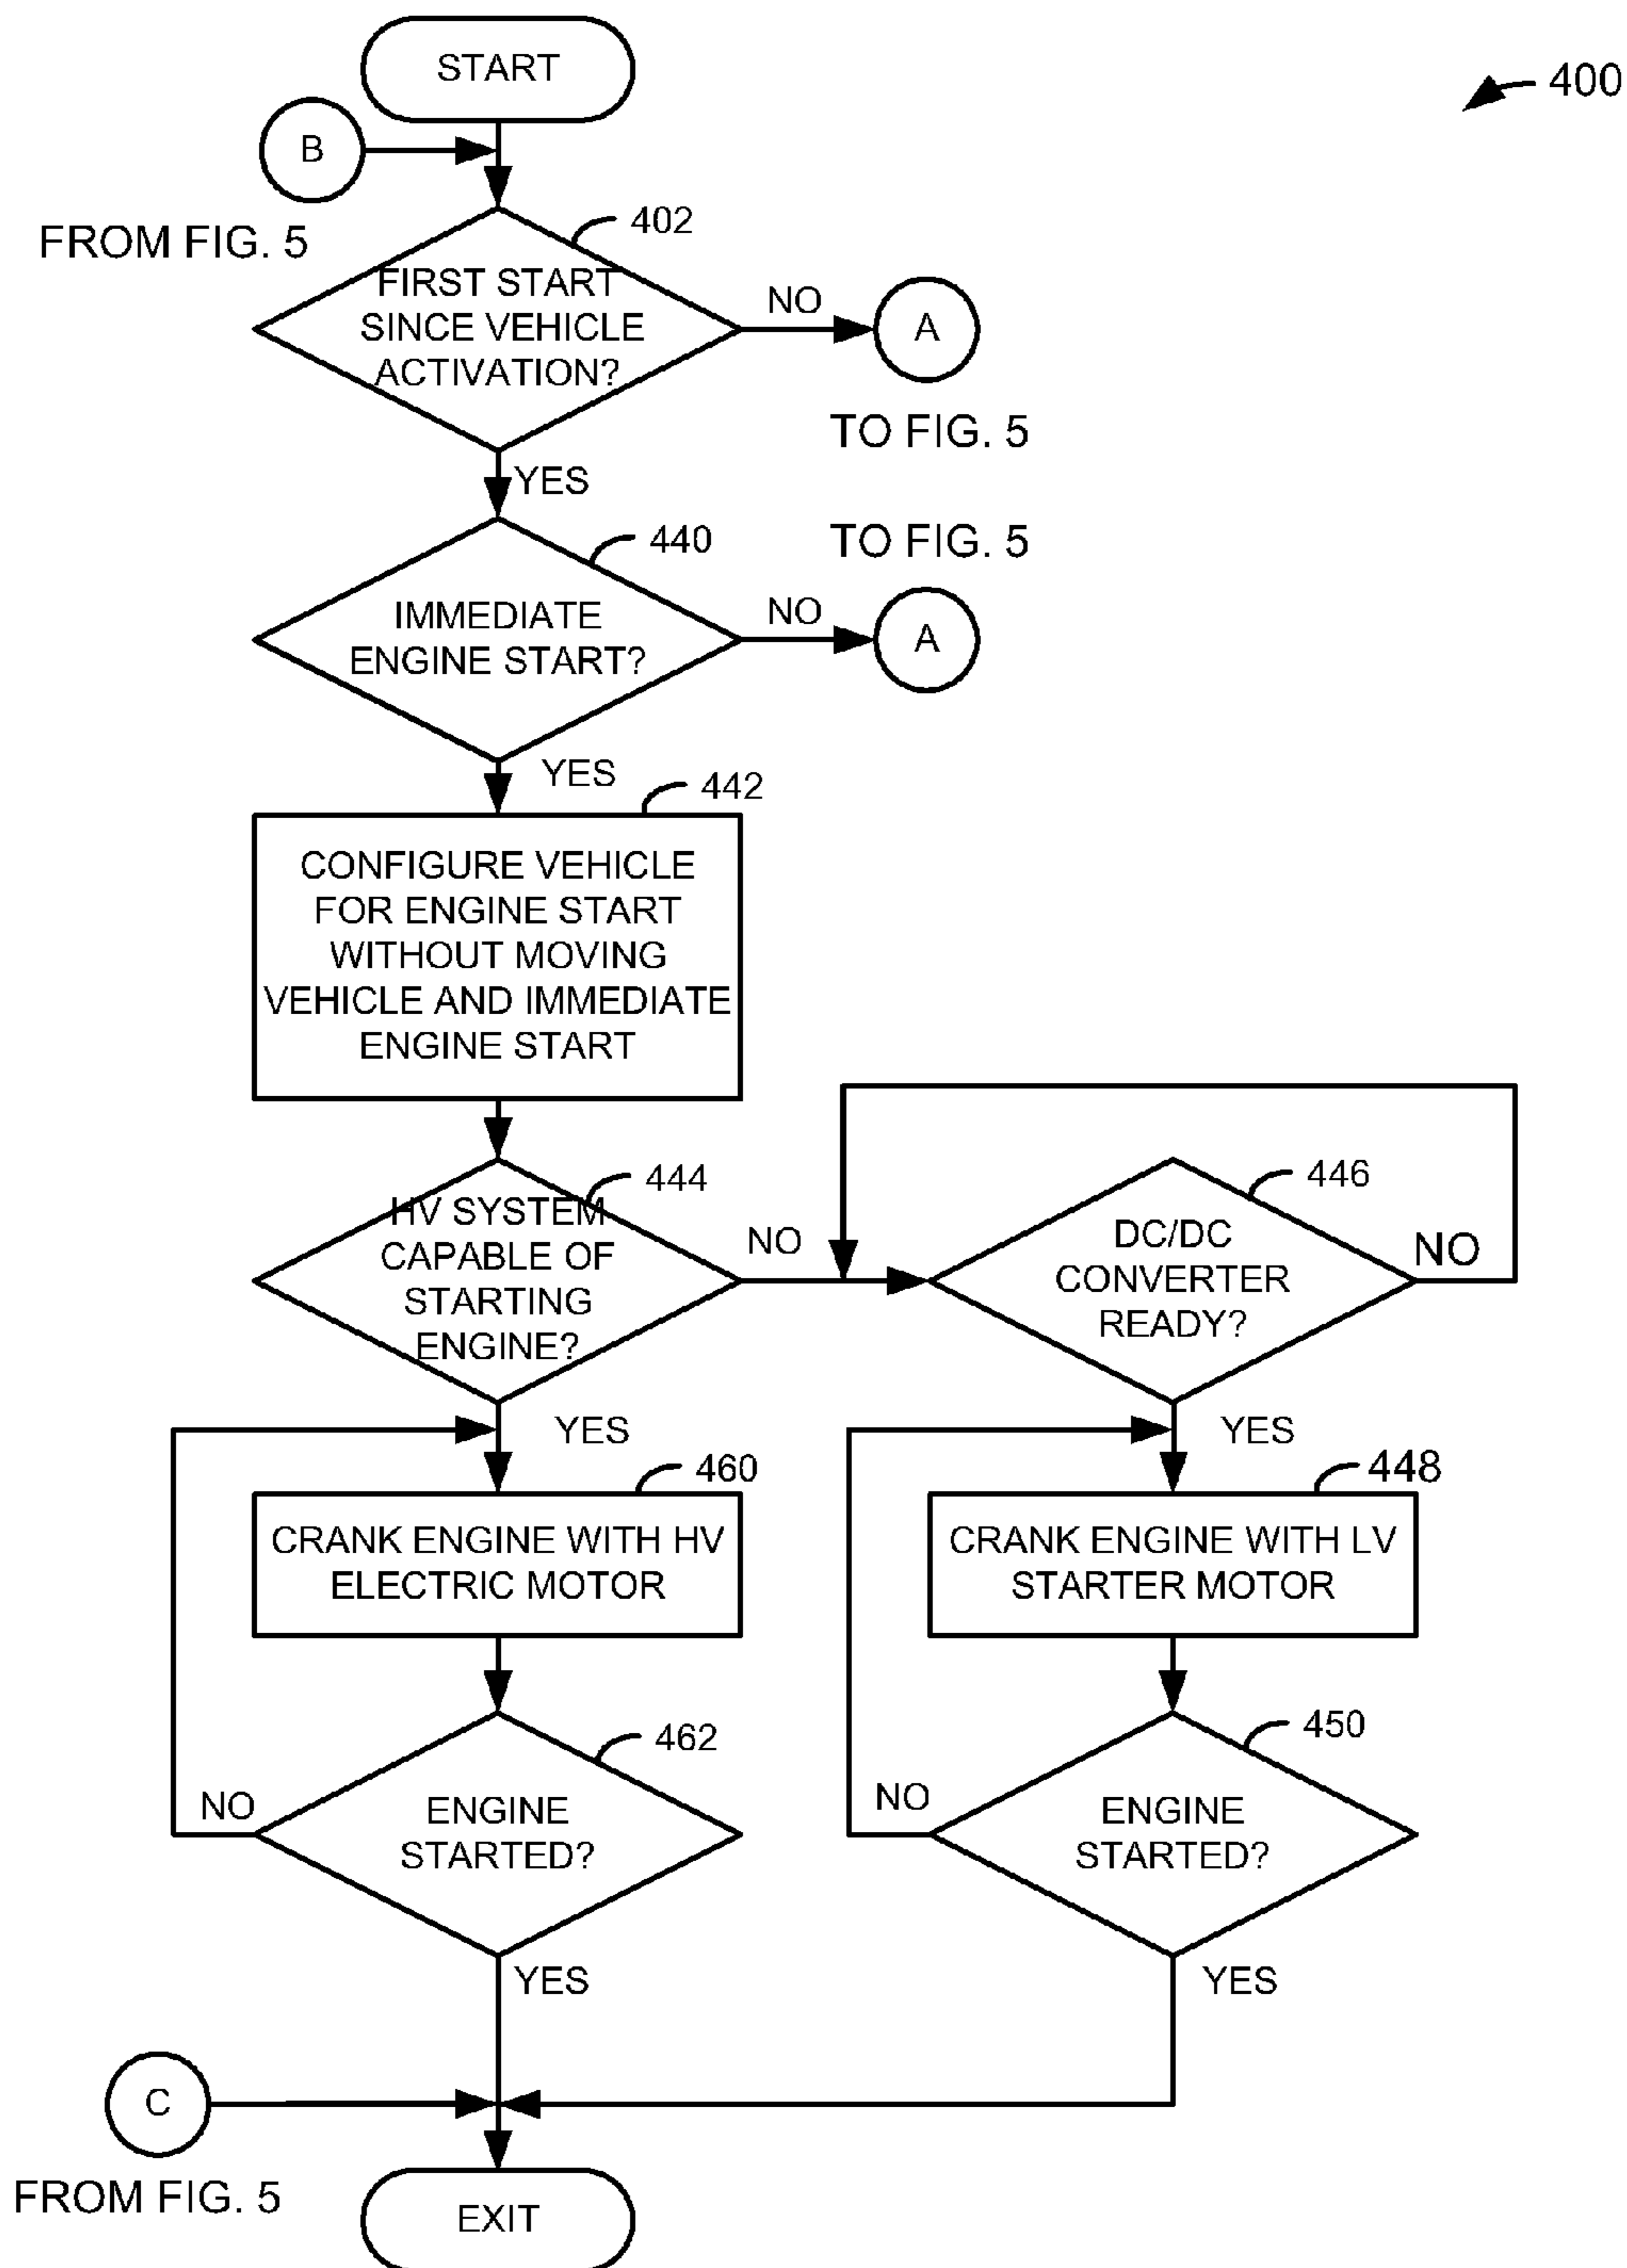 START
400
B
FROM FIG. 5
402
FIRST START
SINCE VEHICLE
ACTIVATION?
NO
A
TO FIG. 5
YES
440
TO FIG. 5
IMMEDIATE
ENGINE START?
NO
A
YES
442
CONFIGURE VEHICLE
FOR ENGINE START
WITHOUT MOVING
VEHICLE AND IMMEDIATE
ENGINE START
444
HV SYSTEM
CAPABLE OF
STARTING
ENGINE?
NO
446
DC/DC
CONVERTER
READY?
NO
YES
YES
460
CRANK ENGINE WITH HV
ELECTRIC MOTOR
448
CRANK ENGINE WITH LV
STARTER MOTOR
462
ENGINE
STARTED?
NO
450
ENGINE
STARTED?
NO
YES
YES
C
FROM FIG. 5
EXIT